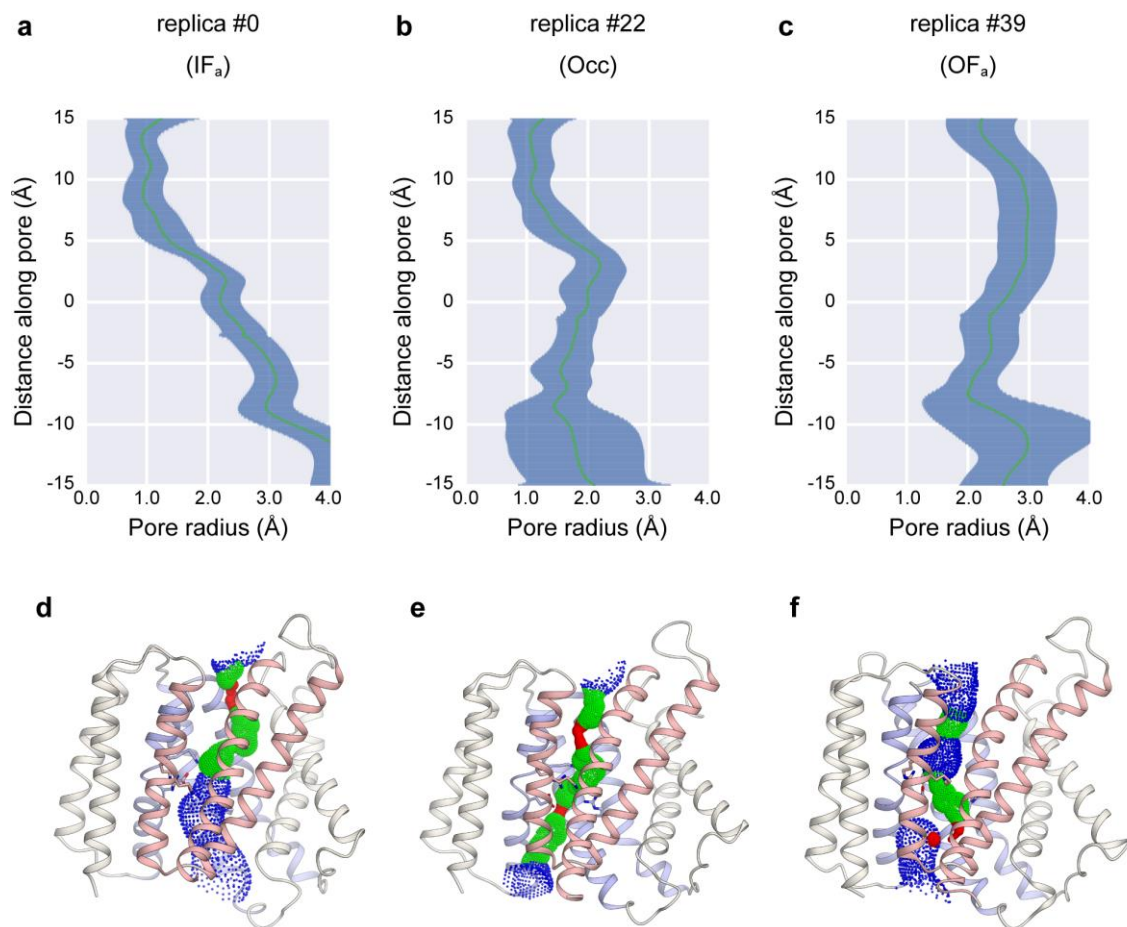 a
replica #0
(IFₐ)
b
replica #22
(Occ)
c
replica #39
(OFₐ)
Distance along pore (Å)
15
10
5
0
-5
-10
-15
0.0 1.0 2.0 3.0 4.0
Pore radius (Å)
Distance along pore (Å)
15
10
5
0
-5
-10
-15
0.0 1.0 2.0 3.0 4.0
Pore radius (Å)
Distance along pore (Å)
15
10
5
0
-5
-10
-15
0.0 1.0 2.0 3.0 4.0
Pore radius (Å)
d
e
f